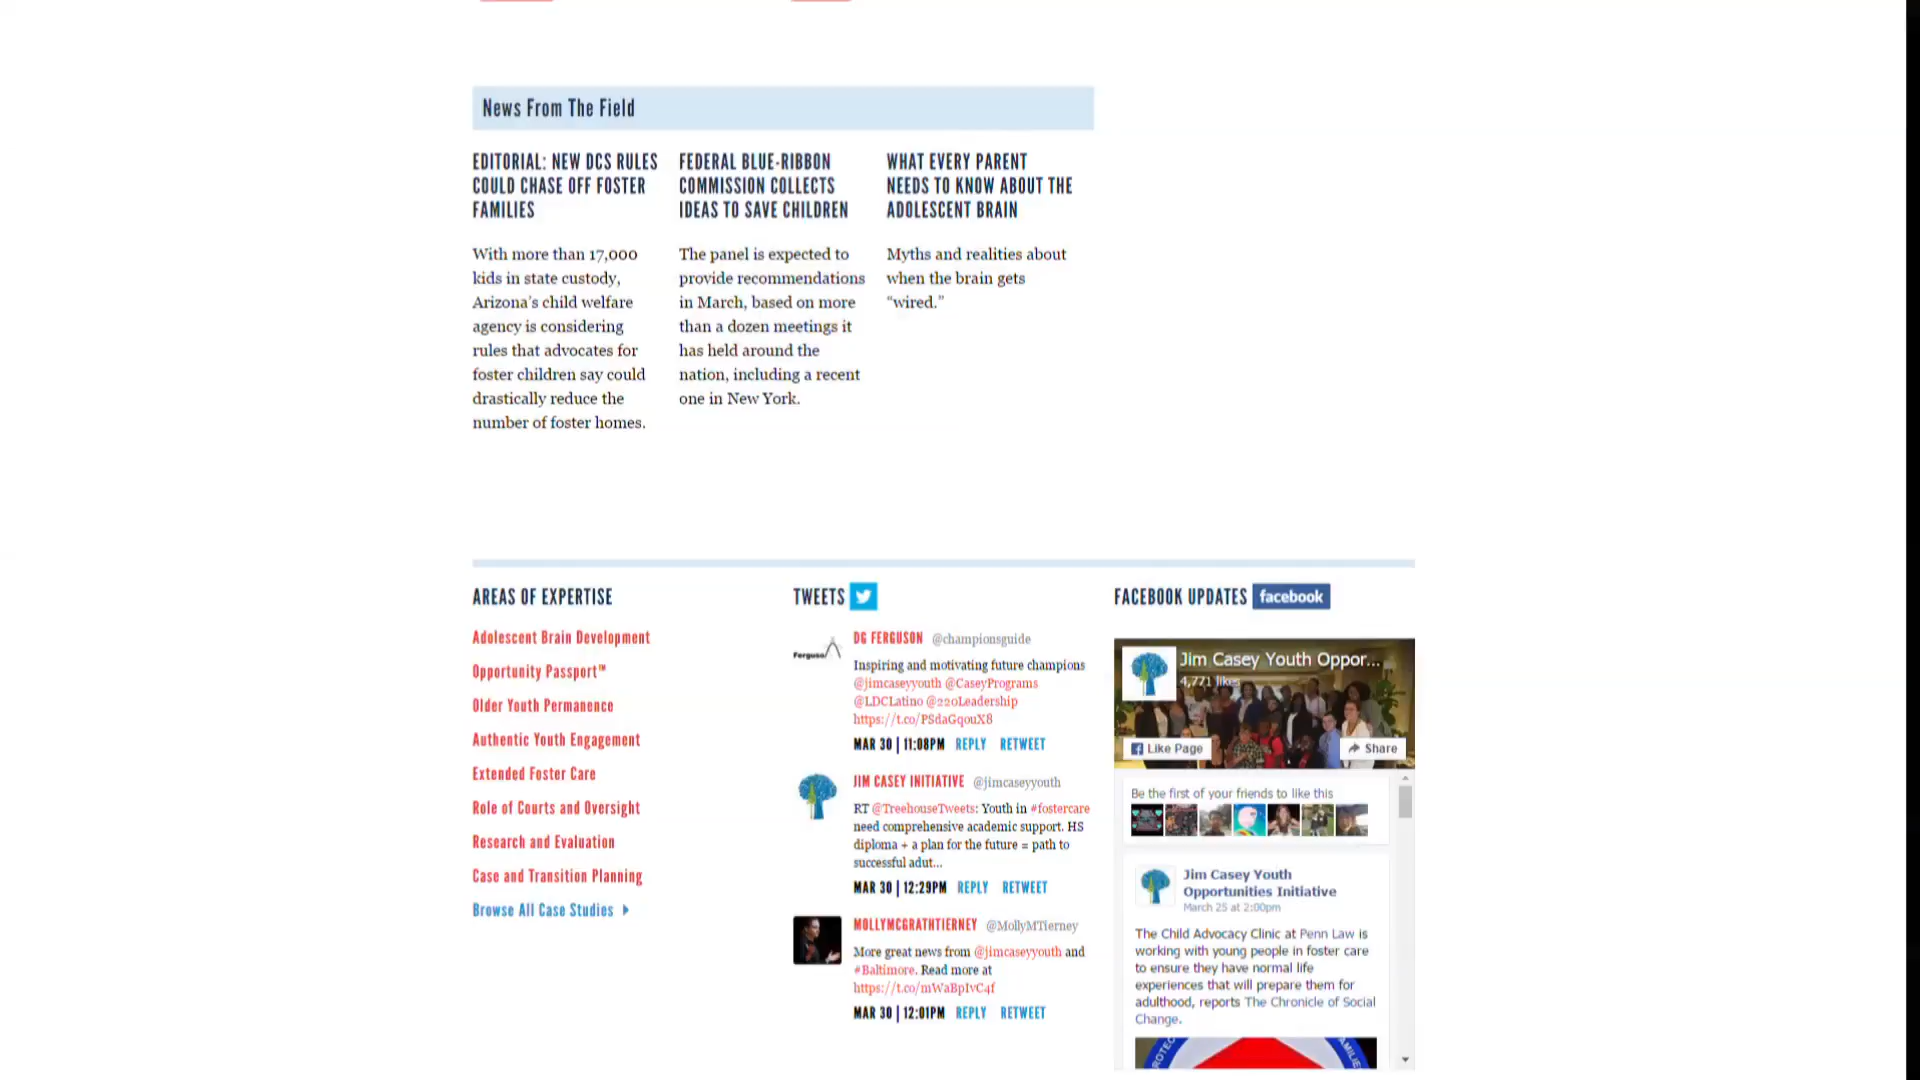 News From The Field
EDITORIAL: NEW DCS RULES
COULD CHASE OFF FOSTER
FAMILIES
With more than 17,000
kids in state custody,
Arizona's child welfare
agency is considering
rules that advocates for
foster children say could
drastically reduce the
number of foster homes.
FEDERAL BLUE-RIBBON
COMMISSION COLLECTS
IDEAS TO SAVE CHILDREN
The panel is expected to
provide recommendations
in March, based on more
than a dozen meetings it
has held around the
nation, including a recent
one in New York.
WHAT EVERY PARENT
NEEDS TO KNOW ABOUT THE
ADOLESCENT BRAIN
Myths and realities about
when the brain gets
“wired.”
AREAS OF EXPERTISE
Adolescent Brain Development
Opportunity Passport™
Older Youth Permanence
Authentic Youth Engagement
Extended Foster Care
Role of Courts and Oversight
Research and Evaluation
Case and Transition Planning
Browse All Case Studies
TWEETS
Ferguson
DG FERGUSON @championsguide
Inspiring and motivating future champions
@jimcaseyyouth @CaseyPrograms
@LDCLatino @220Leadership
https://t.co/PSdaGqouX8
MAR 30 | 11:08PM REPLY RETWEET
JIM CASEY INITIATIVE @jimcaseyyouth
RT @TreehouseTweets: Youth in #fostercare
need comprehensive academic support. HS
diploma + a plan for the future = path to
successful adut...
MAR 30 | 12:29PM REPLY RETWEET
MOLLYMCGRATHTIERNEY @MollyMTierney
More great news from @jimcaseyyouth and
#Baltimore. Read more at
https://t.co/mWaBpIvC4f
MAR 30 | 12:01PM REPLY RETWEET
FACEBOOK UPDATES facebook
Jim Casey Youth Oppor...
4,771 likes
Like Page
Share
Be the first of your friends to like this
Jim Casey Youth
Opportunities Initiative
March 25 at 2:00pm
The Child Advocacy Clinic at Penn Law is
working with young people in foster care
to ensure they have normal life
experiences that will prepare them for
adulthood, reports The Chronicle of Social
Change.